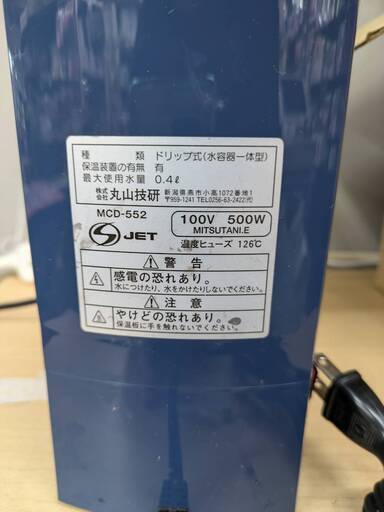 種 類 ドリップ式(水容器一体型)
保温装置の有無 有
最大使用水量 0.4ℓ
株式会社 丸山技研 新潟県燕市小高1072番地1
〒959-1241 TEL0256-63-2422(代)
MCD-552
100V 500W
MITSUTANI.E
S JET
温度ヒューズ 126℃
⚠ 警告
感電の恐れあり。
水につけたり、水をかけたりしないでください。
⚠ 注意
やけどの恐れあり。
保温板に手を触れないでください。